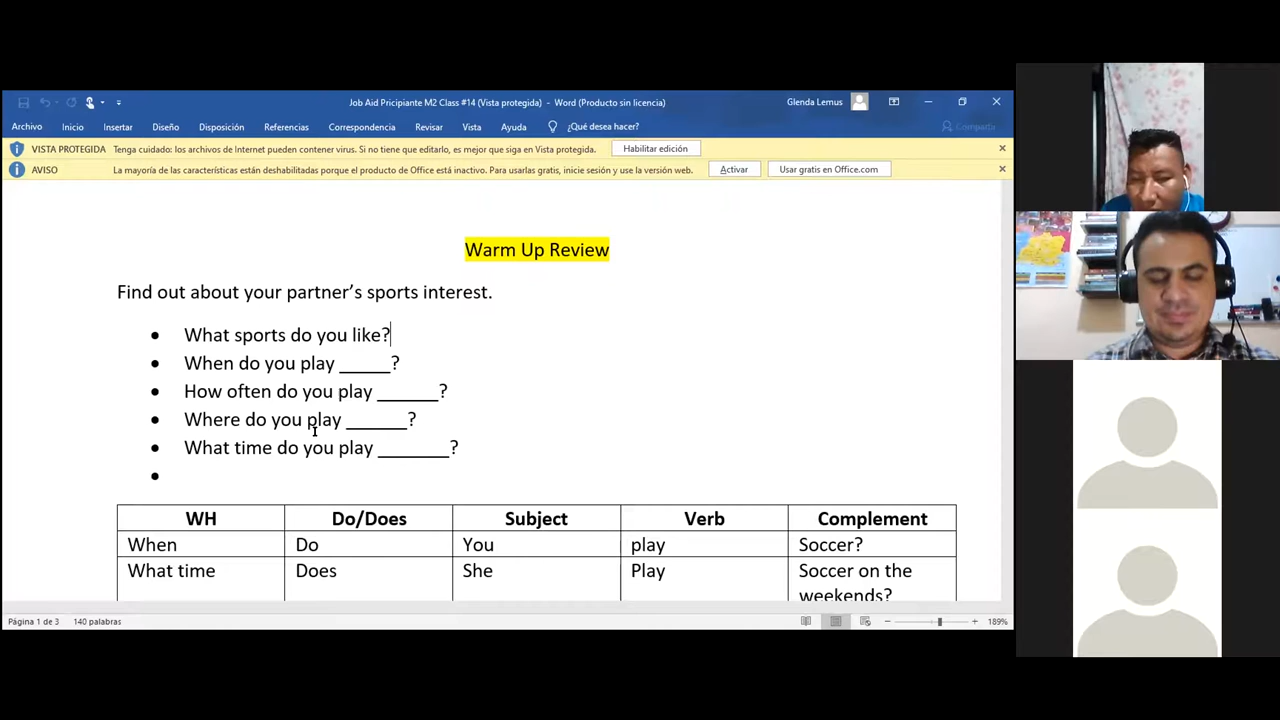 Job Aid Pricipiante M2 Class #14 (Vista protegida) - Word (Producto sin licencia)
Glenda Lemus
Archivo Inicio Insertar Diseño Disposición Referencias Correspondencia Revisar Vista Ayuda ¿Qué desea hacer? Compartir
VISTA PROTEGIDA Tenga cuidado: los archivos de Internet pueden contener virus. Si no tiene que editarlo, es mejor que siga en Vista protegida. Habilitar edición
AVISO La mayoría de las características están deshabilitadas porque el producto de Office está inactivo. Para usarlas gratis, inicie sesión y use la versión web. Activar Usar gratis en Office.com
Warm Up Review
Find out about your partner’s sports interest.
• What sports do you like?
• When do you play _____?
• How often do you play ______?
• Where do you play ______?
• What time do you play _______?
•
WH Do/Does Subject Verb Complement
When Do You play Soccer?
What time Does She Play Soccer on the
weekends?
Página 1 de 3 140 palabras 189%